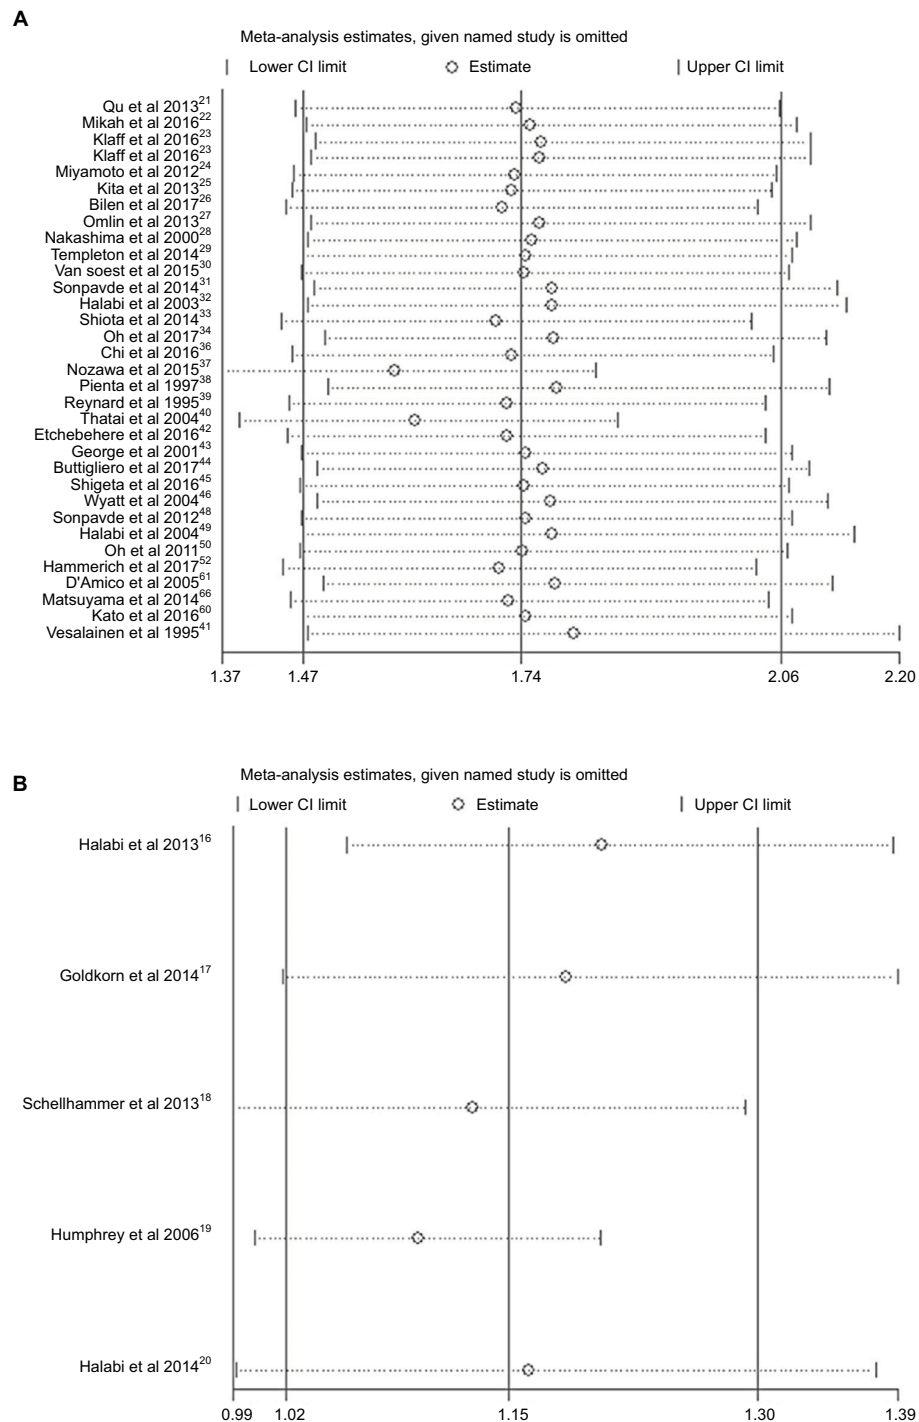 A
Meta-analysis estimates, given named study is omitted
Lower CI limit Estimate Upper CI limit
Qu et al 2013²¹
Mikah et al 2016²²
Klaff et al 2016²³
Klaff et al 2016²³
Miyamoto et al 2012²⁴
Kita et al 2013²⁵
Bilen et al 2017²⁶
Omlin et al 2013²⁷
Nakashima et al 2000²⁸
Templeton et al 2014²⁹
Van soest et al 2015³⁰
Sonpavde et al 2014³¹
Halabi et al 2003³²
Shiota et al 2014³³
Oh et al 2017³⁴
Chi et al 2016³⁶
Nozawa et al 2015³⁷
Pienta et al 1997³⁸
Reynard et al 1995³⁹
Thatai et al 2004⁴⁰
Etchebehere et al 2016⁴²
George et al 2001⁴³
Buttigliero et al 2017⁴⁴
Shigeta et al 2016⁴⁵
Wyatt et al 2004⁴⁶
Sonpavde et al 2012⁴⁸
Halabi et al 2004⁴⁹
Oh et al 2011⁵⁰
Hammerich et al 2017⁵²
D'Amico et al 2005⁶¹
Matsuyama et al 2014⁶⁶
Kato et al 2016⁶⁰
Vesalainen et al 1995⁴¹
1.37 1.47 1.74 2.06 2.20
B
Meta-analysis estimates, given named study is omitted
Lower CI limit Estimate Upper CI limit
Halabi et al 2013¹⁶
Goldkorn et al 2014¹⁷
Schellhammer et al 2013¹⁸
Humphrey et al 2006¹⁹
Halabi et al 2014²⁰
0.99 1.02 1.15 1.30 1.39